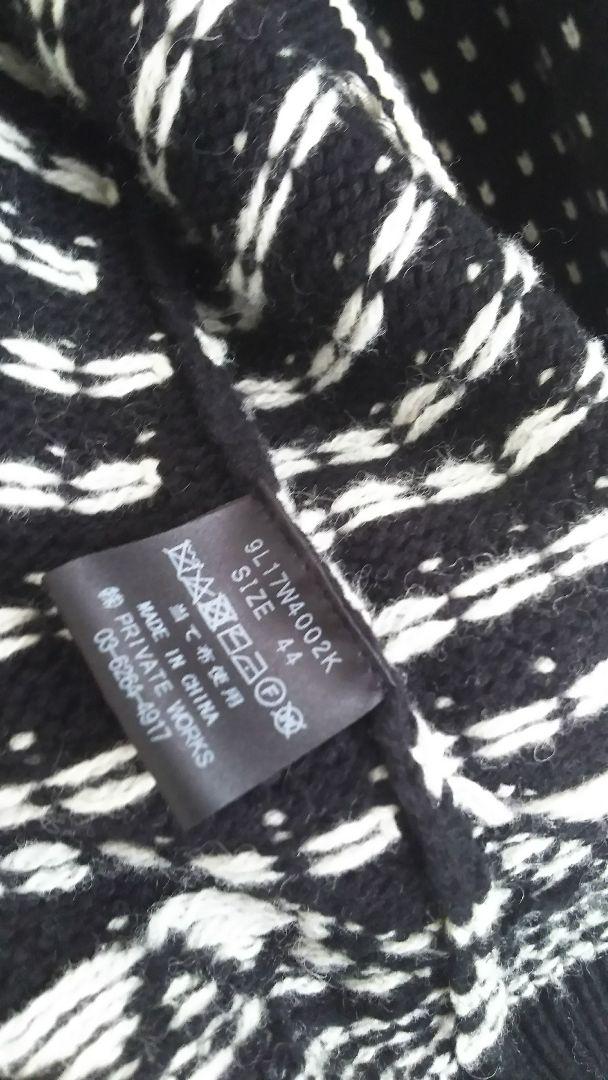 9L17W4002K
SIZE 44
Ⓕ
当て布使用
MADE IN CHINA
㈱ PRIVATE WORKS
03-6264-4917